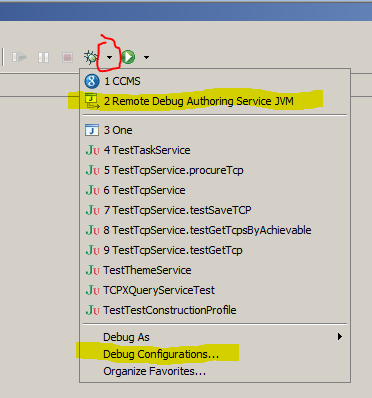 1 CCMS
2 Remote Debug Authoring Service JVM
3 One
4 TestTaskService
5 TestTcpService.procureTcp
6 TestTcpService
7 TestTcpService.testSaveTCP
8 TestTcpService.testGetTcpsByAchievable
9 TestTcpService.testGetTcp
TestThemeService
TCPXQueryServiceTest
TestTestConstructionProfile
Debug As
Debug Configurations...
Organize Favorites...